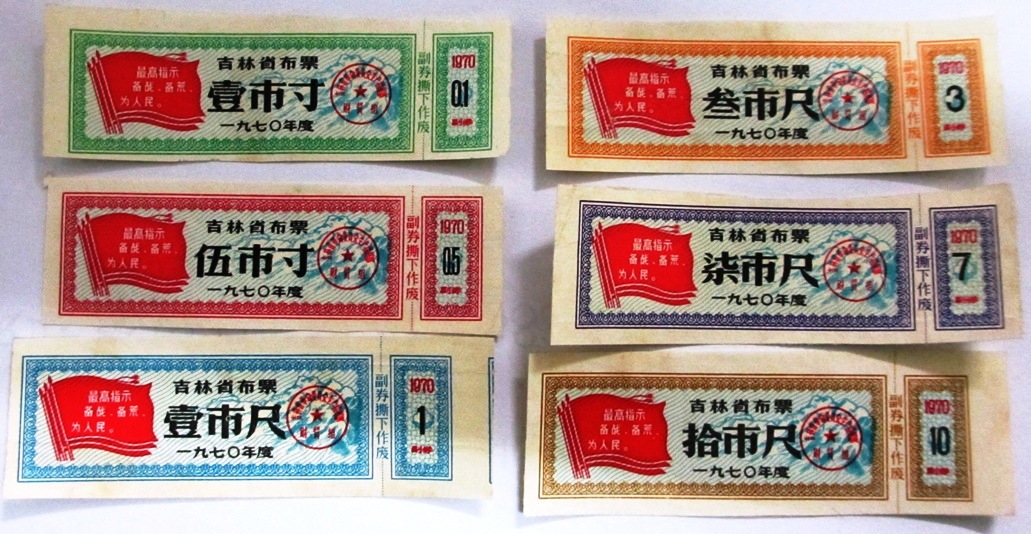 吉林省布票
最高指示
备战、备荒、
为人民。
壹市寸
一九七〇年度
副券撕下作废
1970
0.1
吉林省布票
最高指示
备战、备荒、
为人民。
叁市尺
一九七〇年度
副券撕下作废
1970
3
吉林省布票
最高指示
备战、备荒、
为人民。
伍市寸
一九七〇年度
副券撕下作废
1970
0.5
吉林省布票
最高指示
备战、备荒、
为人民。
柒市尺
一九七〇年度
副券撕下作废
1970
7
吉林省布票
最高指示
备战、备荒、
为人民。
壹市尺
一九七〇年度
副券撕下作废
1970
1
吉林省布票
最高指示
备战、备荒、
为人民。
拾市尺
一九七〇年度
副券撕下作废
1970
10